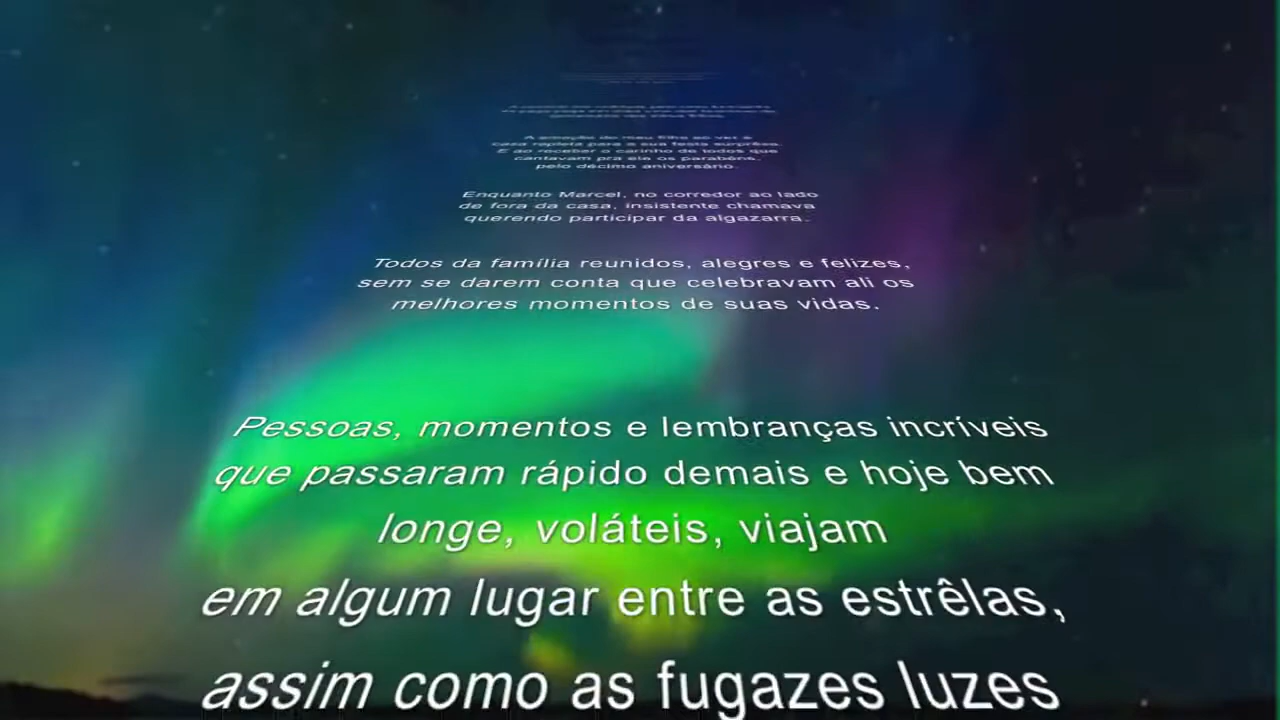 A emoção do meu filho ao ver a
casa repleta para a sua festa surprêsa.
E ao receber o carinho de todos que
cantavam pra ele os parabéns,
pelo décimo aniversário.
Enquanto Marcel, no corredor ao lado
de fora da casa, insistente chamava
querendo participar da algazarra.
Todos da família reunidos, alegres e felizes,
sem se darem conta que celebravam ali os
melhores momentos de suas vidas.
Pessoas, momentos e lembranças incríveis
que passaram rápido demais e hoje bem
longe, voláteis, viajam
em algum lugar entre as estrêlas,
assim como as fugazes luzes